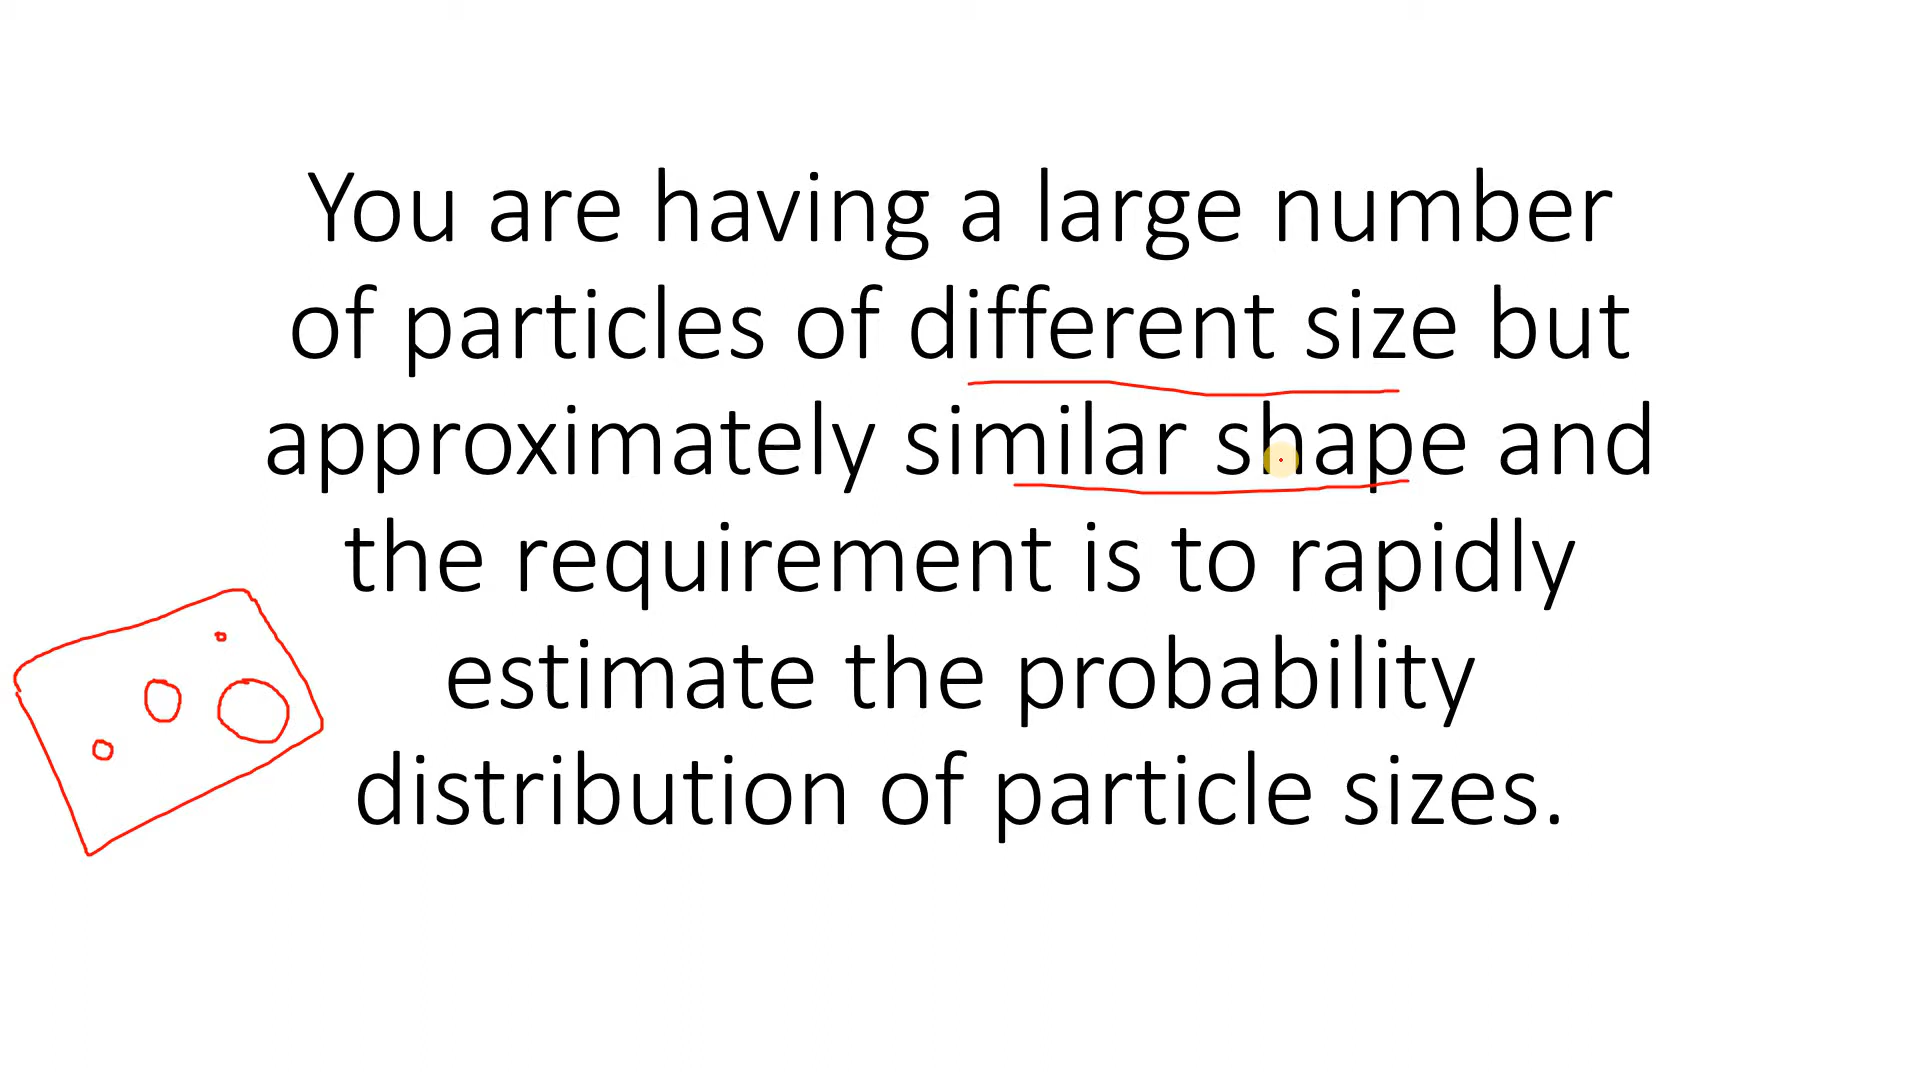 You are having a large number
of particles of different size but
approximately similar shape and
the requirement is to rapidly
estimate the probability
distribution of particle sizes.